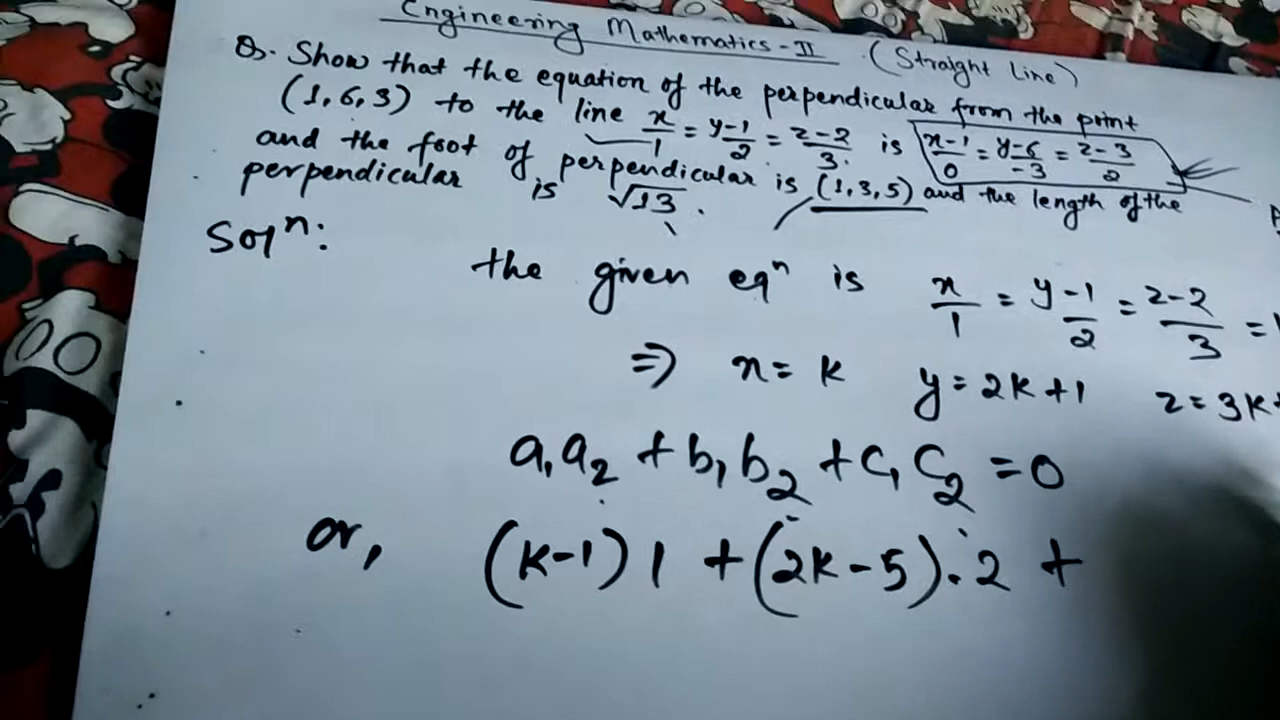 Engineering Mathematics-II (Straight Line)
Q. Show that the equation of the perpendicular from the point
(1,6,3) to the line x/1 = y-1/2 = z-2/3 is x-1/0 = y-6/-3 = z-3/2
and the foot of perpendicular is (1,3,5) and the length of the
perpendicular is √13.
Solⁿ:
the given eqⁿ is x/1 = y-1/2 = z-2/3 =
⇒ x = k y = 2k+1 z = 3k+
a₁a₂ + b₁b₂ + c₁c₂ = 0
or, (k-1)1 + (2k-5).2 +